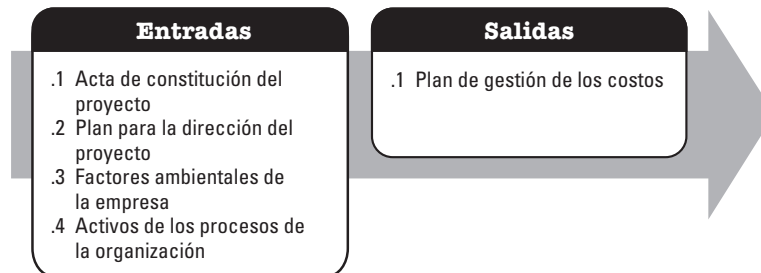 Entradas
.1 Acta de constitución del
proyecto
.2 Plan para la dirección del
proyecto
.3 Factores ambientales de
la empresa
.4 Activos de los procesos de
la organización
Salidas
.1 Plan de gestión de los costos